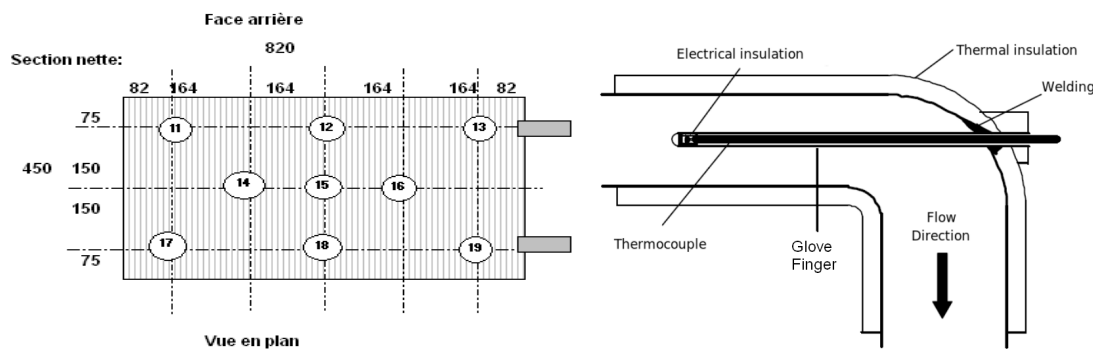 Face arrière
820
Section nette:
82 164 164 164 164 82
75
11 12 13
450 150
14 15 16
150
17 18 19
75
Vue en plan
Electrical insulation
Thermal insulation
Welding
Thermocouple
Glove
Finger
Flow
Direction